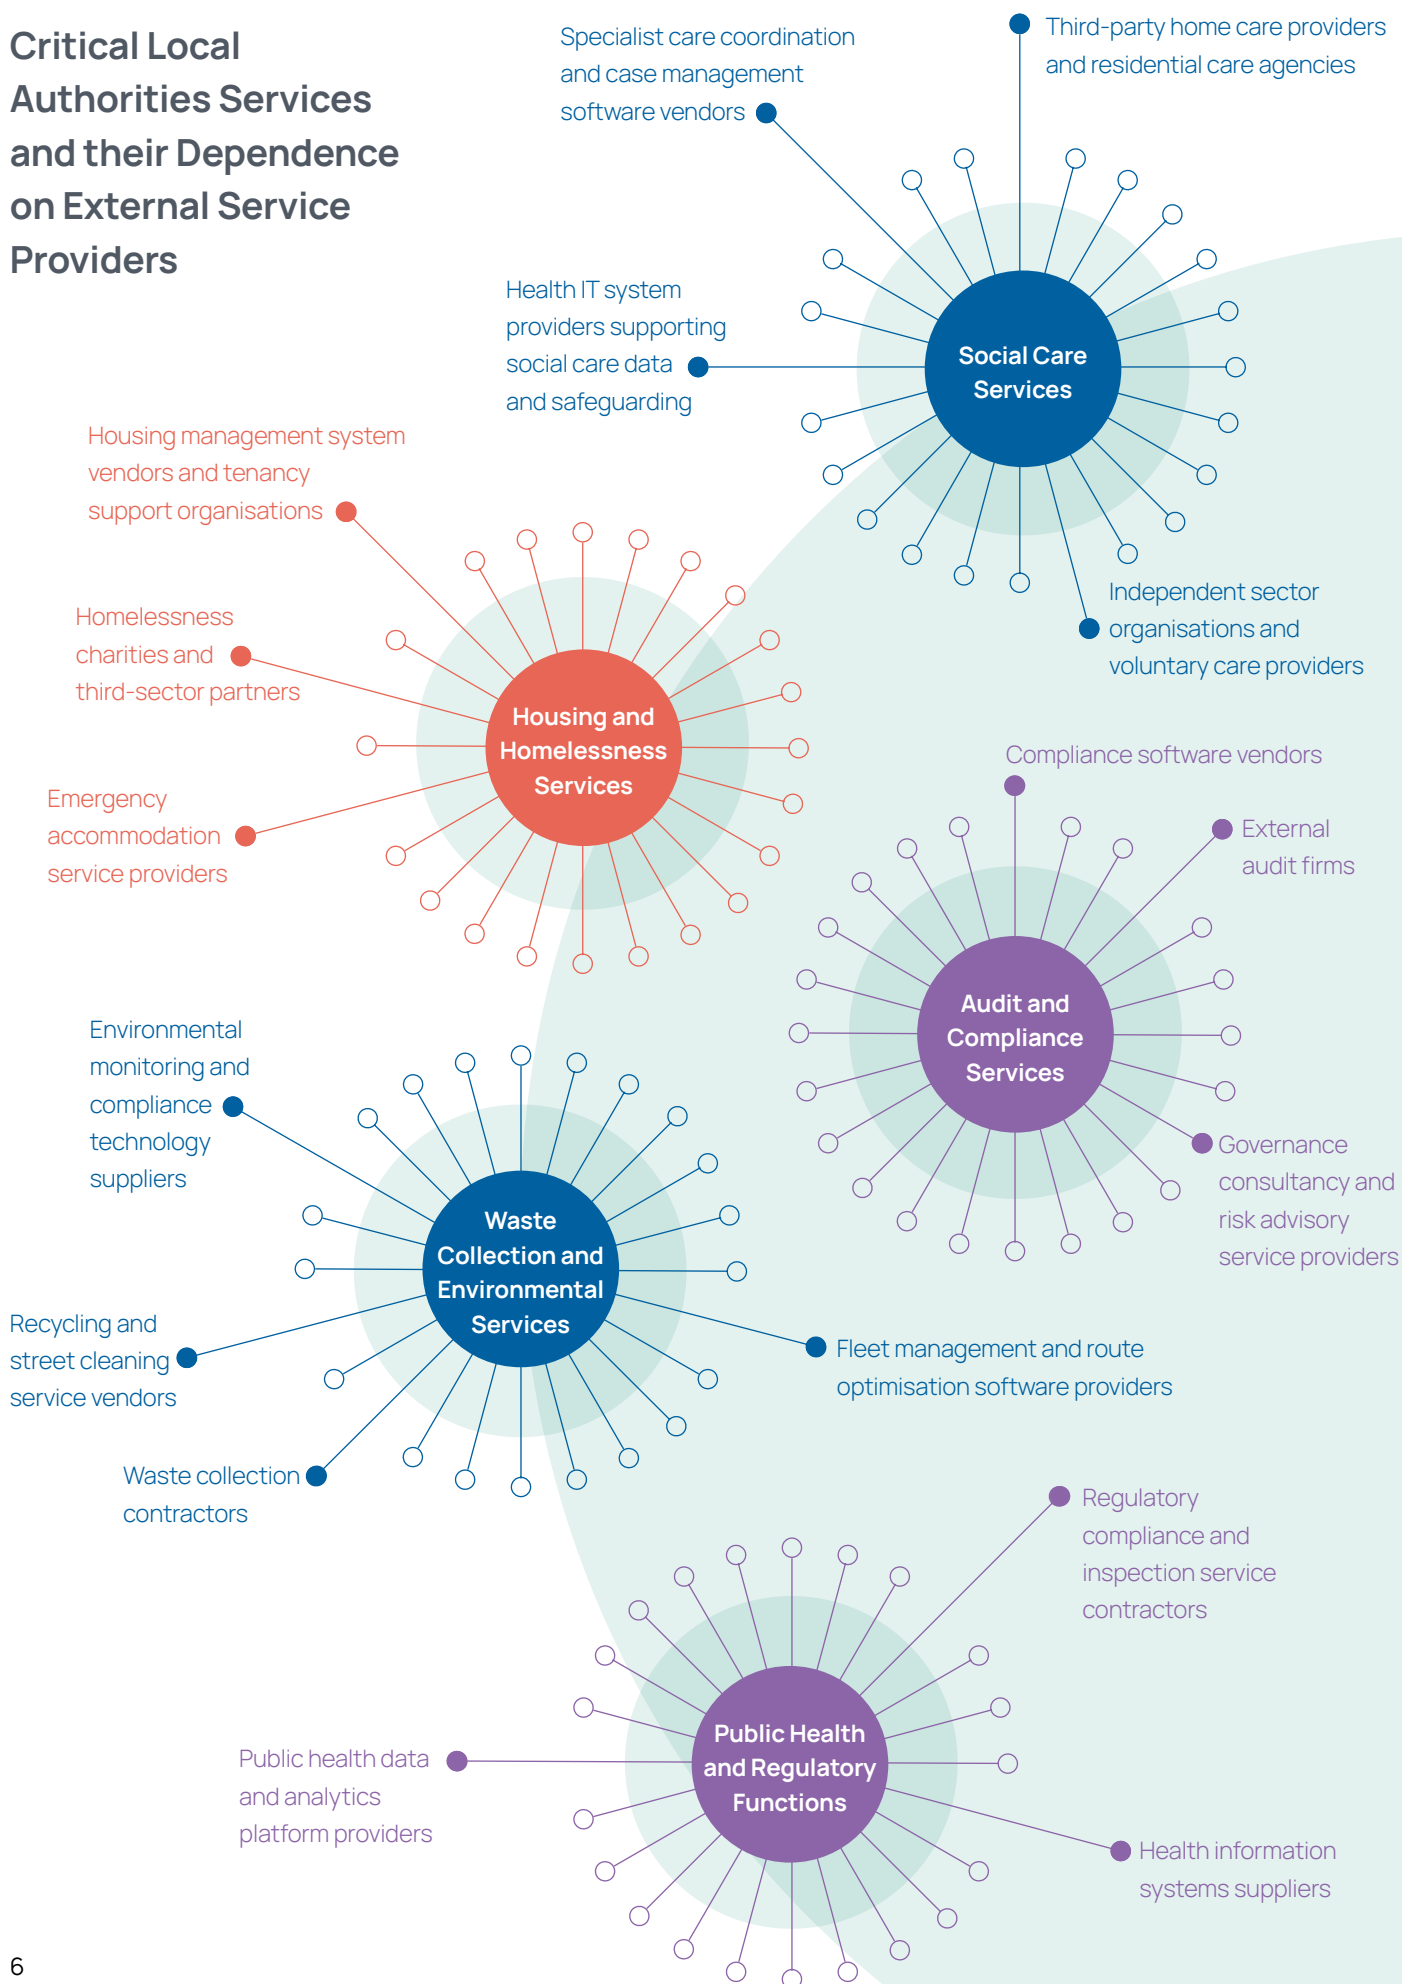 Critical Local
Authorities Services
and their Dependence
on External Service
Providers
Specialist care coordination
and case management
software vendors
Third-party home care providers
and residential care agencies
Health IT system
providers supporting
social care data
and safeguarding
Social Care
Services
Independent sector
organisations and
voluntary care providers
Housing management system
vendors and tenancy
support organisations
Homelessness
charities and
third-sector partners
Emergency
accommodation
service providers
Housing and
Homelessness
Services
Compliance software vendors
External
audit firms
Audit and
Compliance
Services
Governance
consultancy and
risk advisory
service providers
Environmental
monitoring and
compliance
technology
suppliers
Waste
Collection and
Environmental
Services
Recycling and
street cleaning
service vendors
Waste collection
contractors
Fleet management and route
optimisation software providers
Regulatory
compliance and
inspection service
contractors
Public Health
and Regulatory
Functions
Public health data
and analytics
platform providers
Health information
systems suppliers
6